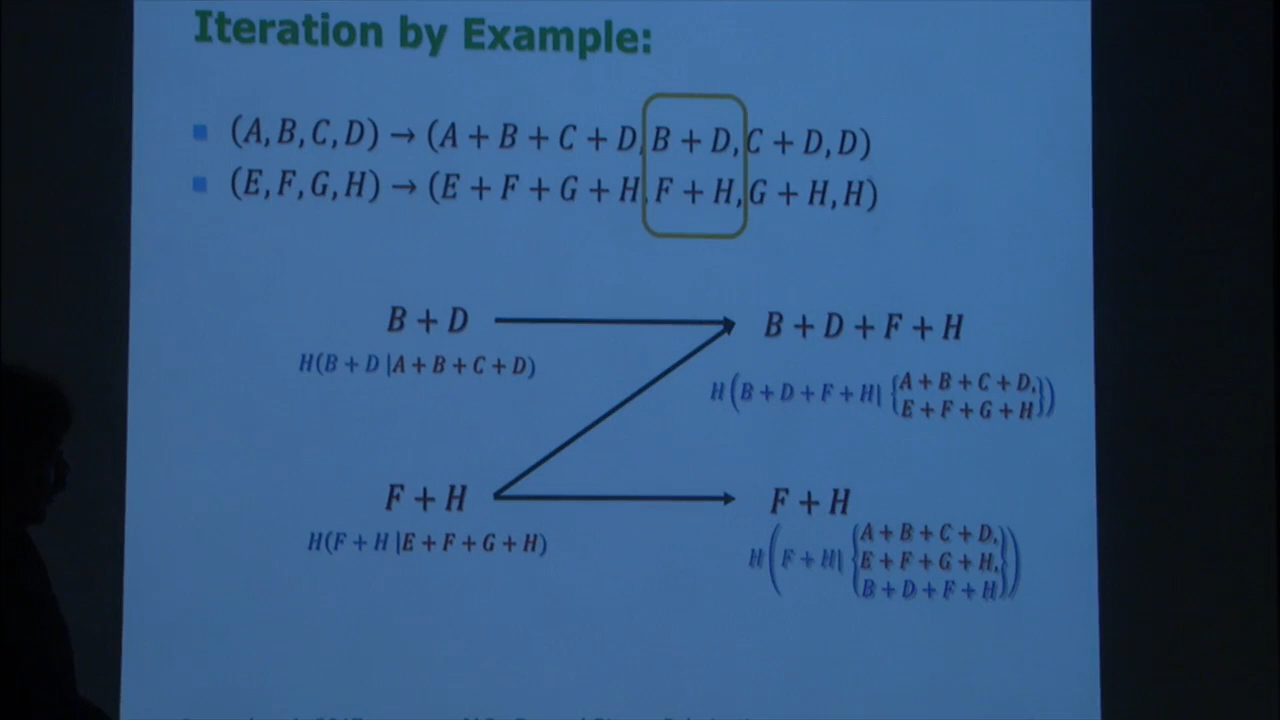 Iteration by Example:
(A, B, C, D) → (A + B + C + D, B + D, C + D, D)
(E, F, G, H) → (E + F + G + H, F + H, G + H, H)
B + D
B + D + F + H
H(B + D |A + B + C + D)
H(B + D + F + H| {A + B + C + D,
E + F + G + H})
F + H
F + H
H(F + H |E + F + G + H)
H(F + H| {A + B + C + D,
E + F + G + H,
B + D + F + H})